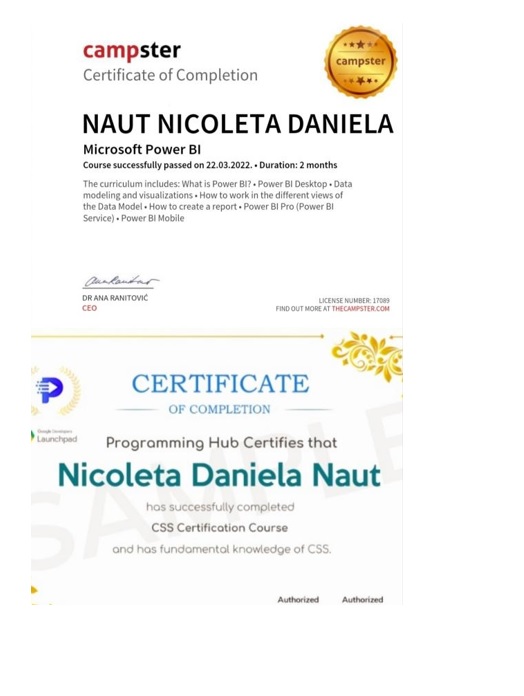 campster
Certificate of Completion
campster
NAUT NICOLETA DANIELA
Microsoft Power BI
Course successfully passed on 22.03.2022. • Duration: 2 months
The curriculum includes: What is Power BI? • Power BI Desktop • Data
modeling and visualizations • How to work in the different views of
the Data Model • How to create a report • Power BI Pro (Power BI
Service) • Power BI Mobile
DR ANA RANITOVIĆ
CEO
LICENSE NUMBER: 17089
FIND OUT MORE AT THECAMPSTER.COM
CERTIFICATE
OF COMPLETION
P
Google Developers
Launchpad
Programming Hub Certifies that
Nicoleta Daniela Naut
has successfully completed
CSS Certification Course
and has fundamental knowledge of CSS.
SAMPLE
Authorized Authorized